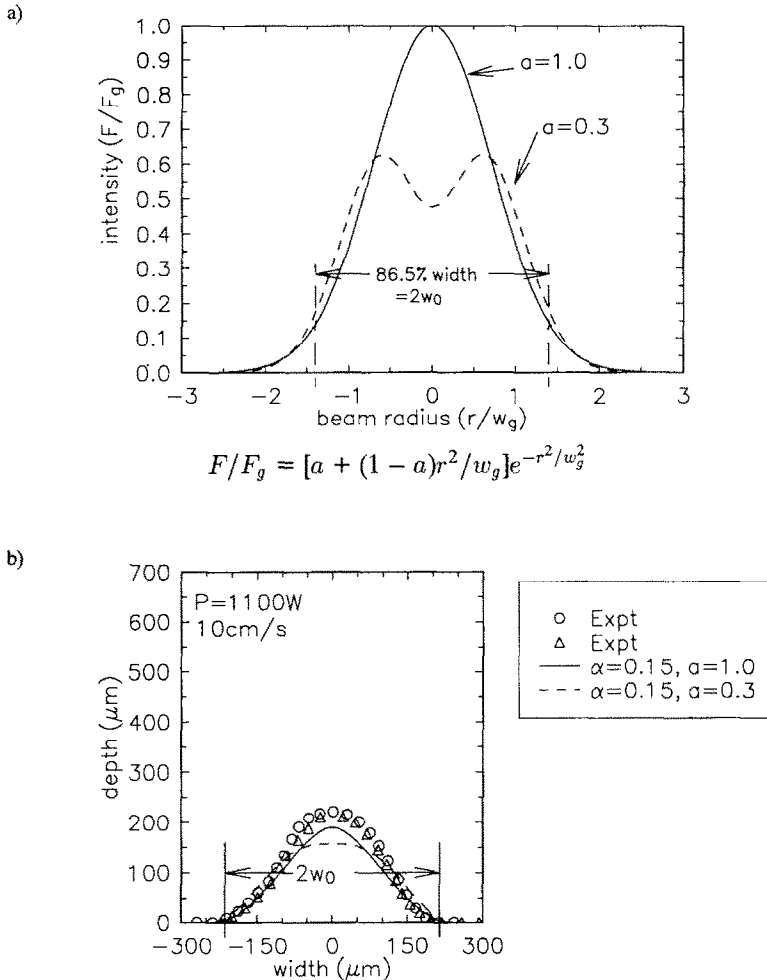 a)
1.0
0.9
0.8
0.7
0.6
0.5
0.4
0.3
0.2
0.1
0.0
intensity (F/Fg)
a=1.0
a=0.3
86.5% width
=2w₀
−3 −2 −1 0 1 2 3
beam radius (r/wg)
F/Fg = [a + (1 − a)r²/wg]e^{−r²/wg²}
b)
700
600
500
400
300
200
100
0
depth (μm)
P=1100W
10cm/s
2w₀
−300 −150 0 150 300
width (μm)
Expt
Expt
α=0.15, a=1.0
α=0.15, a=0.3